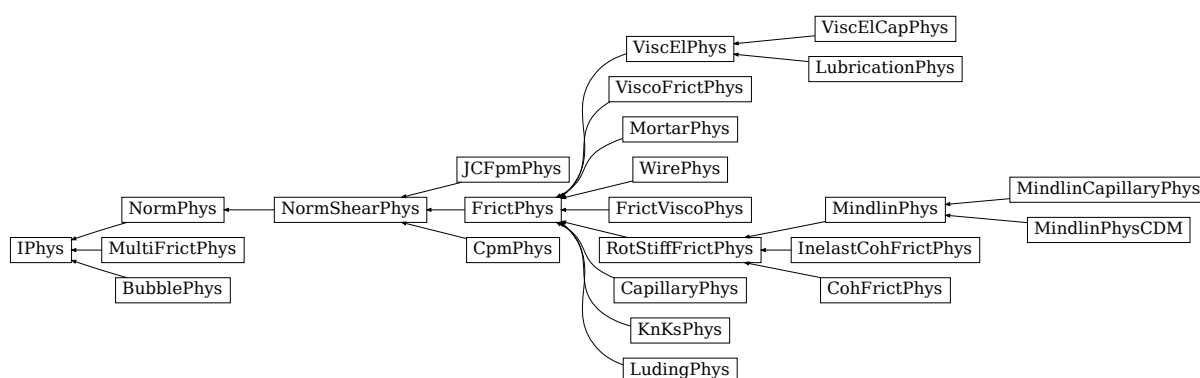 ViscElCapPhys
ViscElPhys
LubricationPhys
ViscoFrictPhys
MortarPhys
JCFpmPhys
WirePhys
MindlinCapillaryPhys
NormPhys
NormShearPhys
FrictPhys
FrictViscoPhys
MindlinPhys
MindlinPhysCDM
IPhys
MultiFrictPhys
CpmPhys
RotStiffFrictPhys
InelastCohFrictPhys
BubblePhys
CapillaryPhys
CohFrictPhys
KnKsPhys
LudingPhys